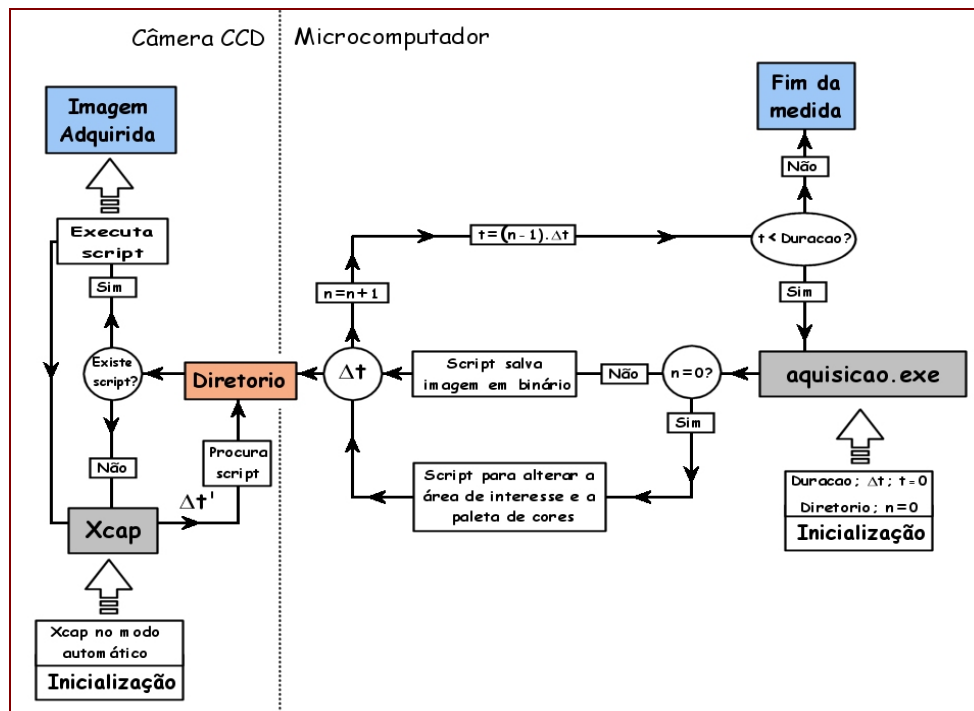 Câmera CCD
Microcomputador
Imagem
Adquirida
Executa
script
Sim
Existe
script?
Não
Xcap
Δt'
Procura
script
Diretorio
Xcap no modo
automático
Inicialização
Fim da
medida
Não
t < Duracao?
Sim
t=(n-1).Δt
n=n+1
Δt
Script salva
imagem em binário
Não
n=0?
Sim
aquisicao.exe
Script para alterar a
área de interesse e a
paleta de cores
Duracao; Δt; t=0
Diretorio; n=0
Inicialização